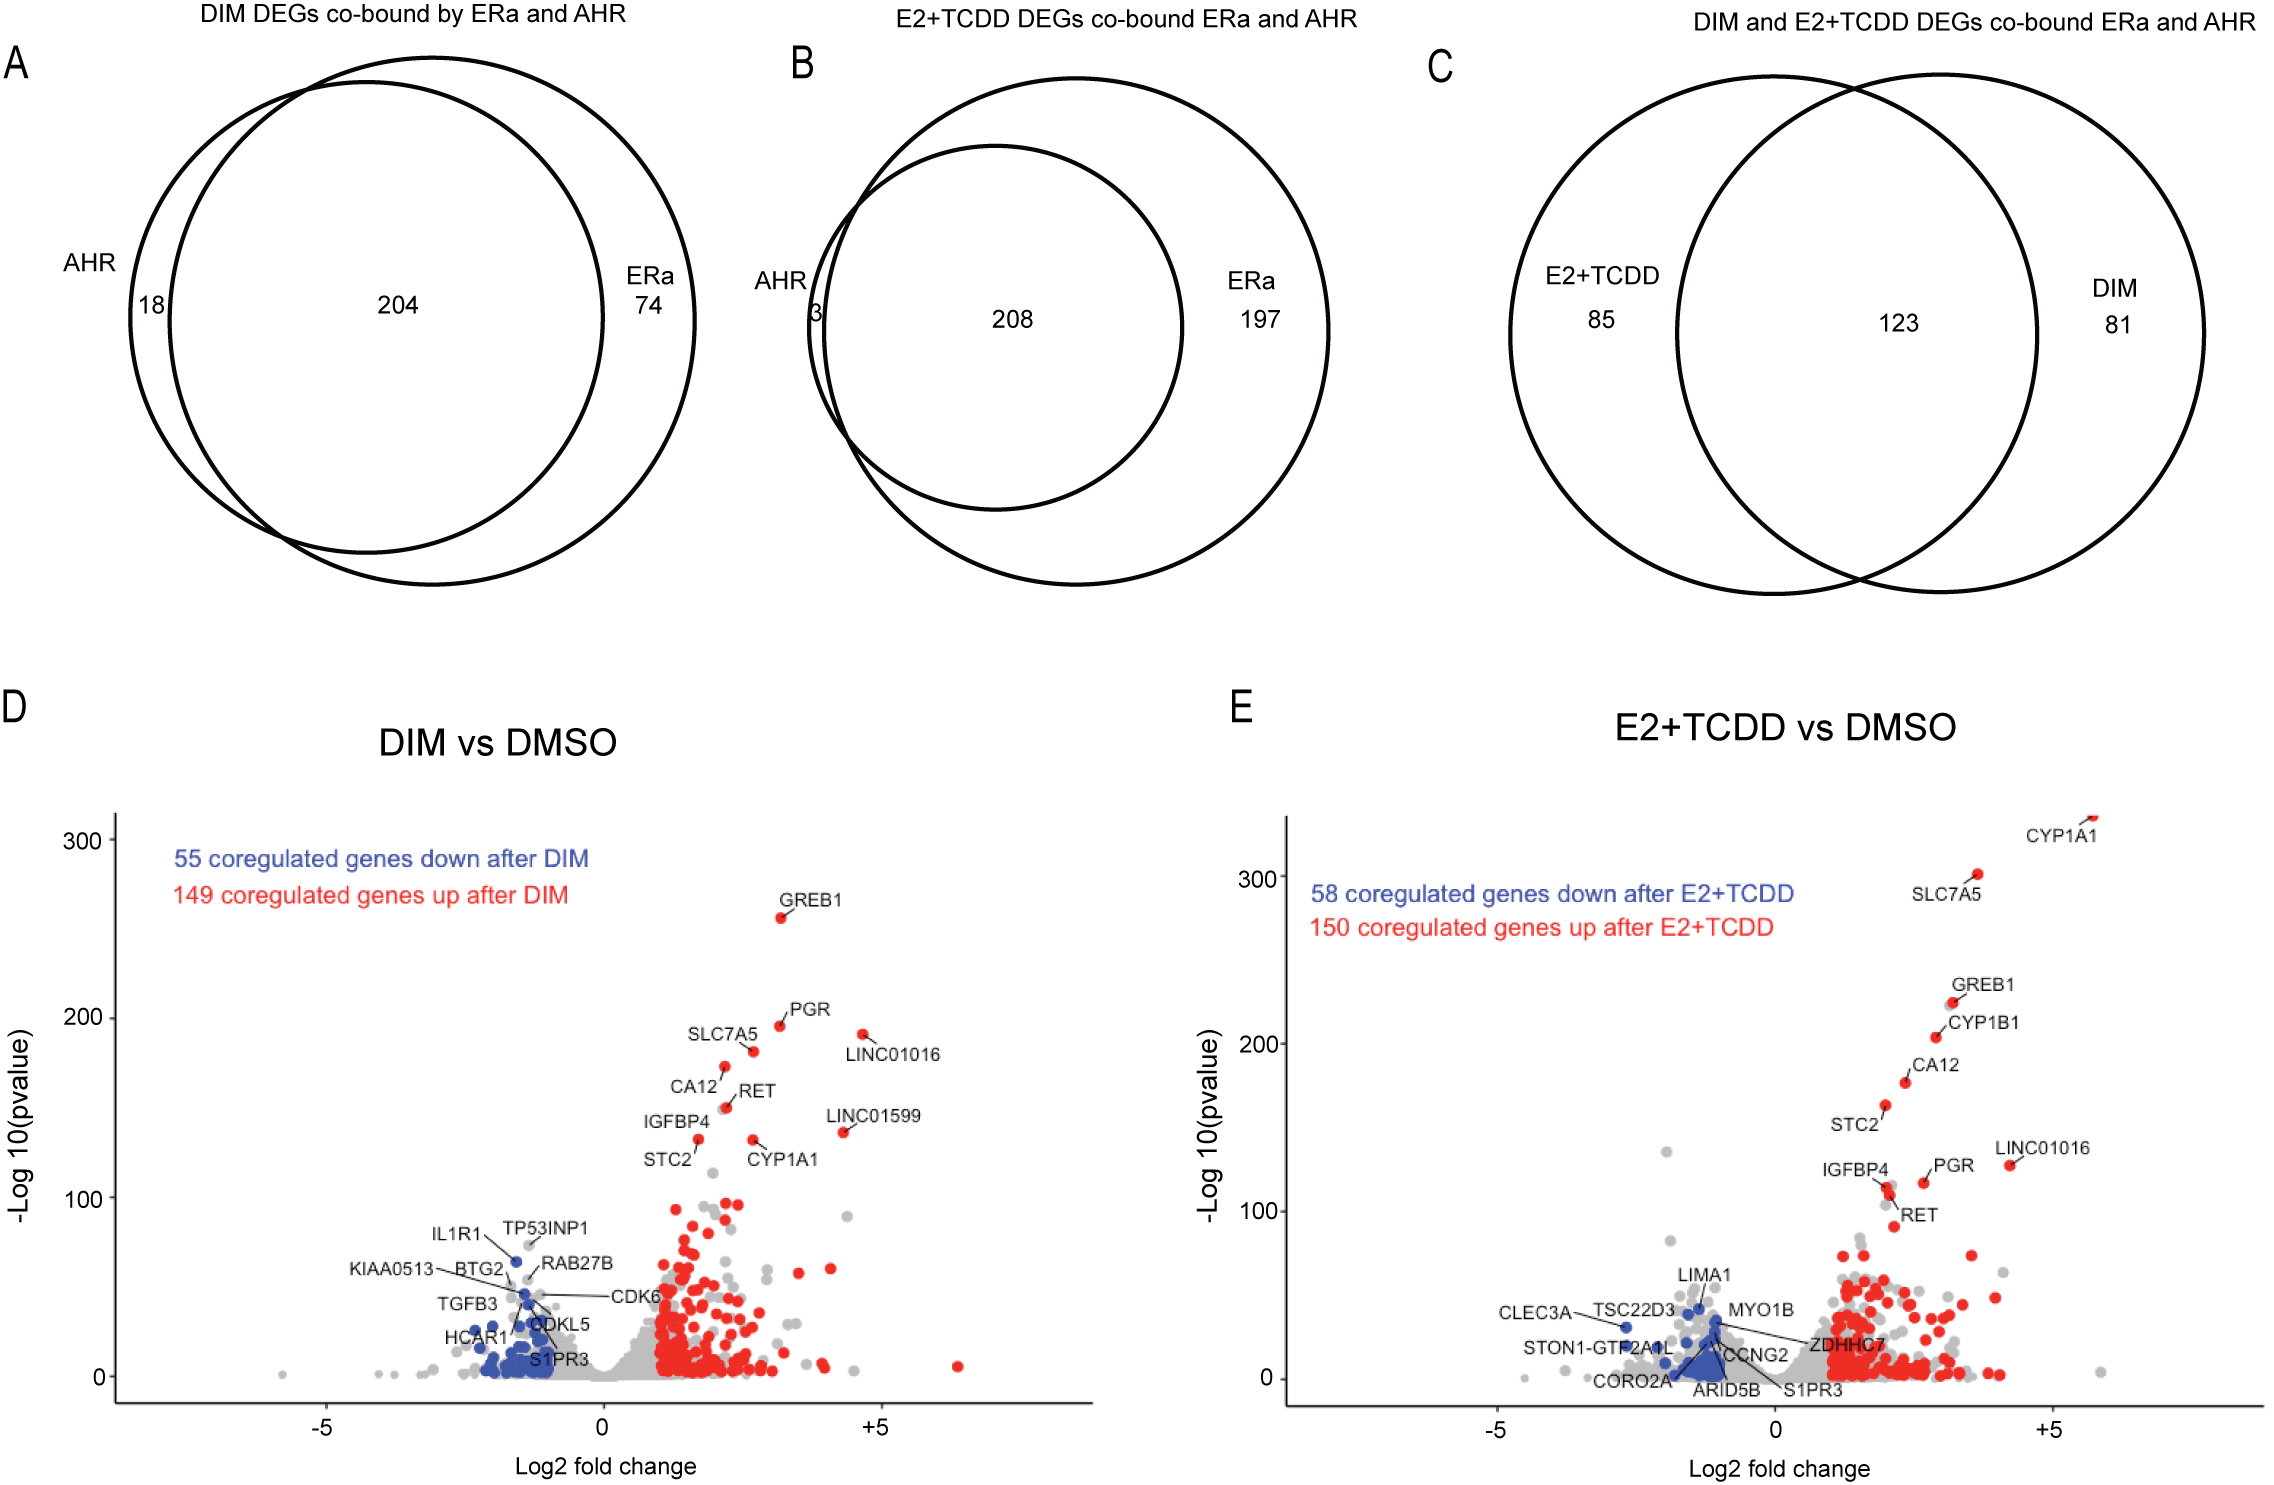 DIM DEGs co-bound by ERa and AHR
E2+TCDD DEGs co-bound ERa and AHR
DIM and E2+TCDD DEGs co-bound ERa and AHR
A
B
C
AHR
18
204
ERa
74
AHR
3
208
ERa
197
E2+TCDD
85
123
DIM
81
D
DIM vs DMSO
55 coregulated genes down after DIM
149 coregulated genes up after DIM
300
200
100
0
-Log 10(pvalue)
GREB1
PGR
SLC7A5
LINC01016
CA12
RET
IGFBP4
LINC01599
STC2
CYP1A1
IL1R1
TP53INP1
KIAA0513
BTG2
RAB27B
TGFB3
CDK6
HCAR1
CDKL5
S1PR3
-5
0
+5
Log2 fold change
E
E2+TCDD vs DMSO
58 coregulated genes down after E2+TCDD
150 coregulated genes up after E2+TCDD
300
200
100
0
-Log 10(pvalue)
CYP1A1
SLC7A5
GREB1
CYP1B1
CA12
STC2
LINC01016
IGFBP4
PGR
RET
LIMA1
CLEC3A
TSC22D3
MYO1B
STON1-GTF2A1L
ZDHHC7
CCNG2
CORO2A
ARID5B
S1PR3
-5
0
+5
Log2 fold change